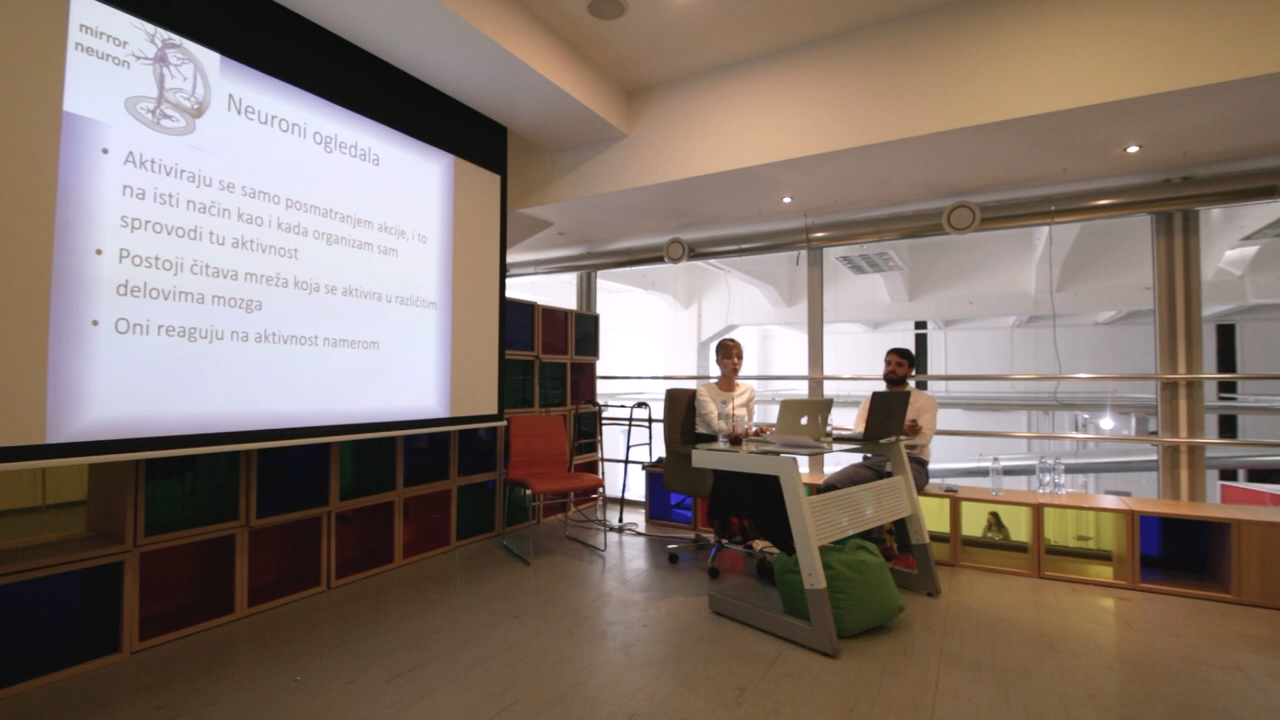 mirror
neuron
Neuroni ogledala
• Aktiviraju se samo posmatranjem akcije, i to
na isti način kao i kada organizam sam
sprovodi tu aktivnost
• Postoji čitava mreža koja se aktivira u različitim
delovima mozga
• Oni reaguju na aktivnost namerom